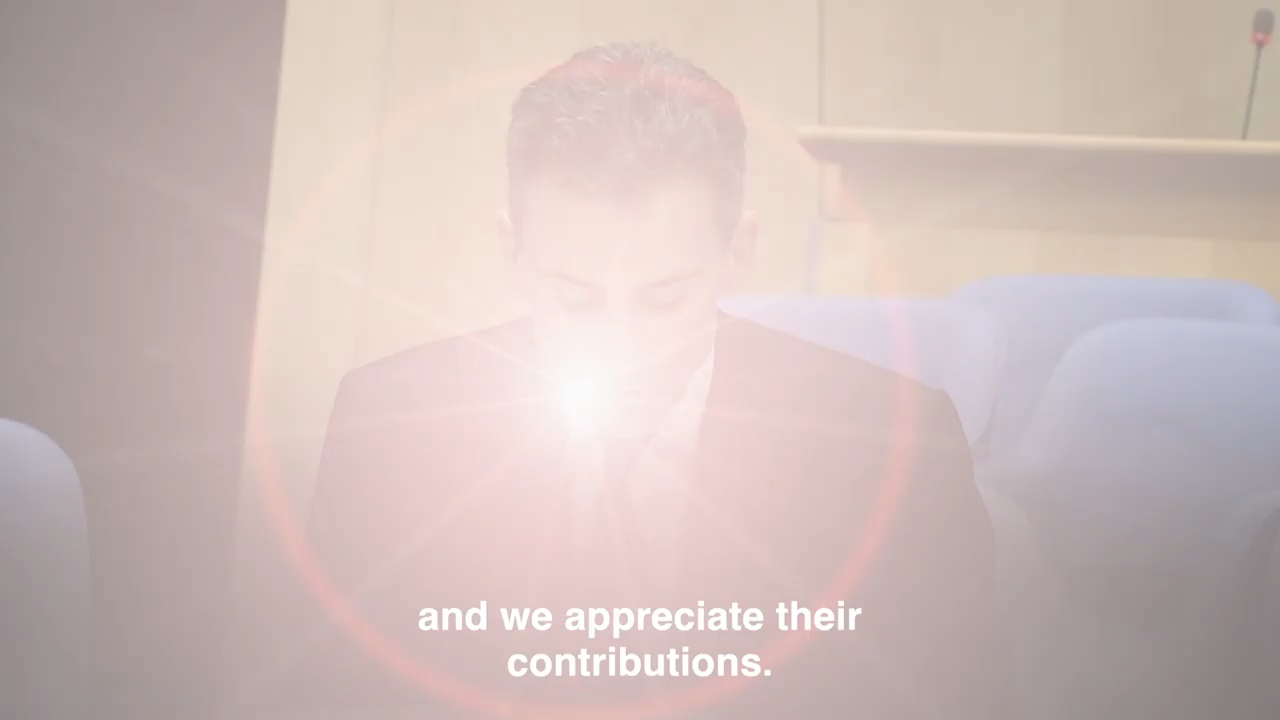 and we appreciate their
contributions.